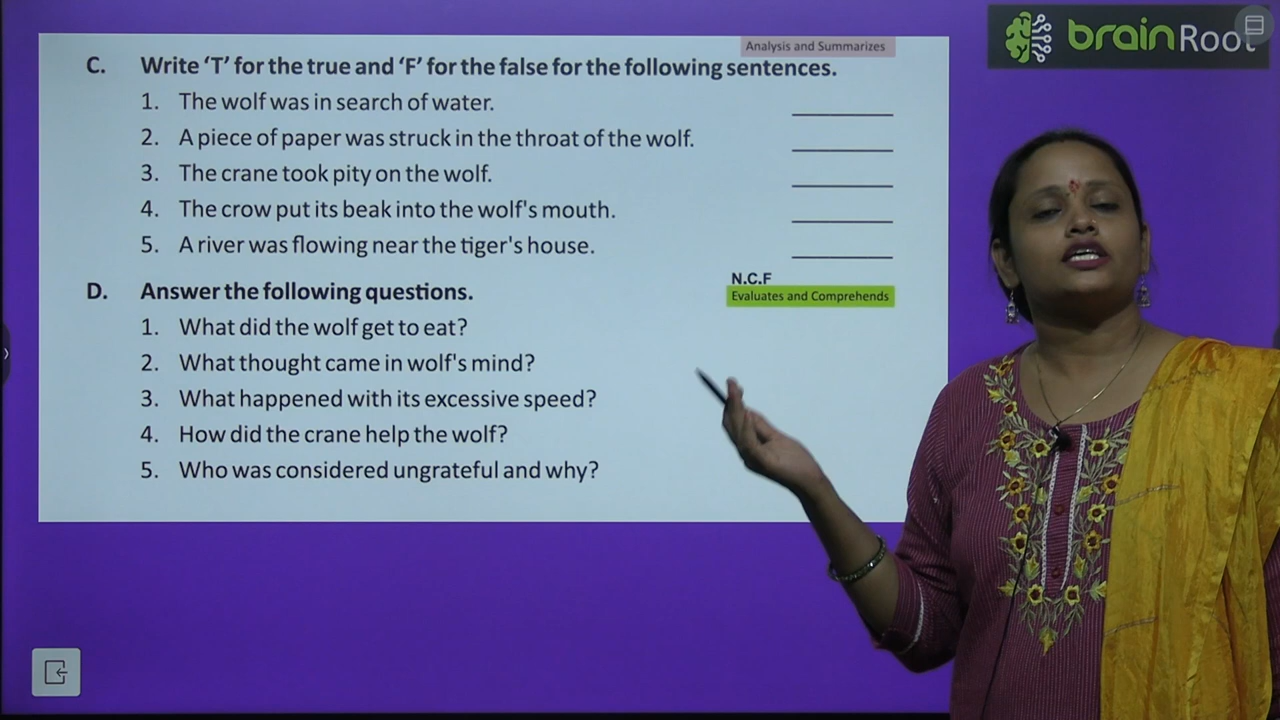 brainRoot
Analysis and Summarizes
C. Write ‘T’ for the true and ‘F’ for the false for the following sentences.
1. The wolf was in search of water.
2. A piece of paper was struck in the throat of the wolf.
3. The crane took pity on the wolf.
4. The crow put its beak into the wolf's mouth.
5. A river was flowing near the tiger's house.
N.C.F
D. Answer the following questions.
Evaluates and Comprehends
1. What did the wolf get to eat?
2. What thought came in wolf's mind?
3. What happened with its excessive speed?
4. How did the crane help the wolf?
5. Who was considered ungrateful and why?